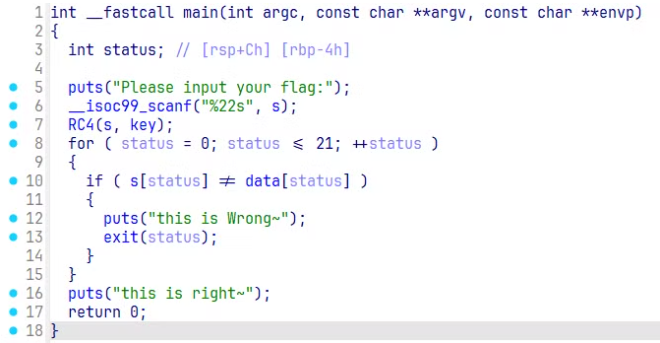 1 int __fastcall main(int argc, const char **argv, const char **envp)
2 {
3   int status; // [rsp+Ch] [rbp-4h]
4
5   puts("Please input your flag:");
6   __isoc99_scanf("%22s", s);
7   RC4(s, key);
8   for ( status = 0; status ≤ 21; ++status )
9   {
10     if ( s[status] ≠ data[status] )
11     {
12       puts("this is Wrong~");
13       exit(status);
14     }
15   }
16   puts("this is right~");
17   return 0;
18 }